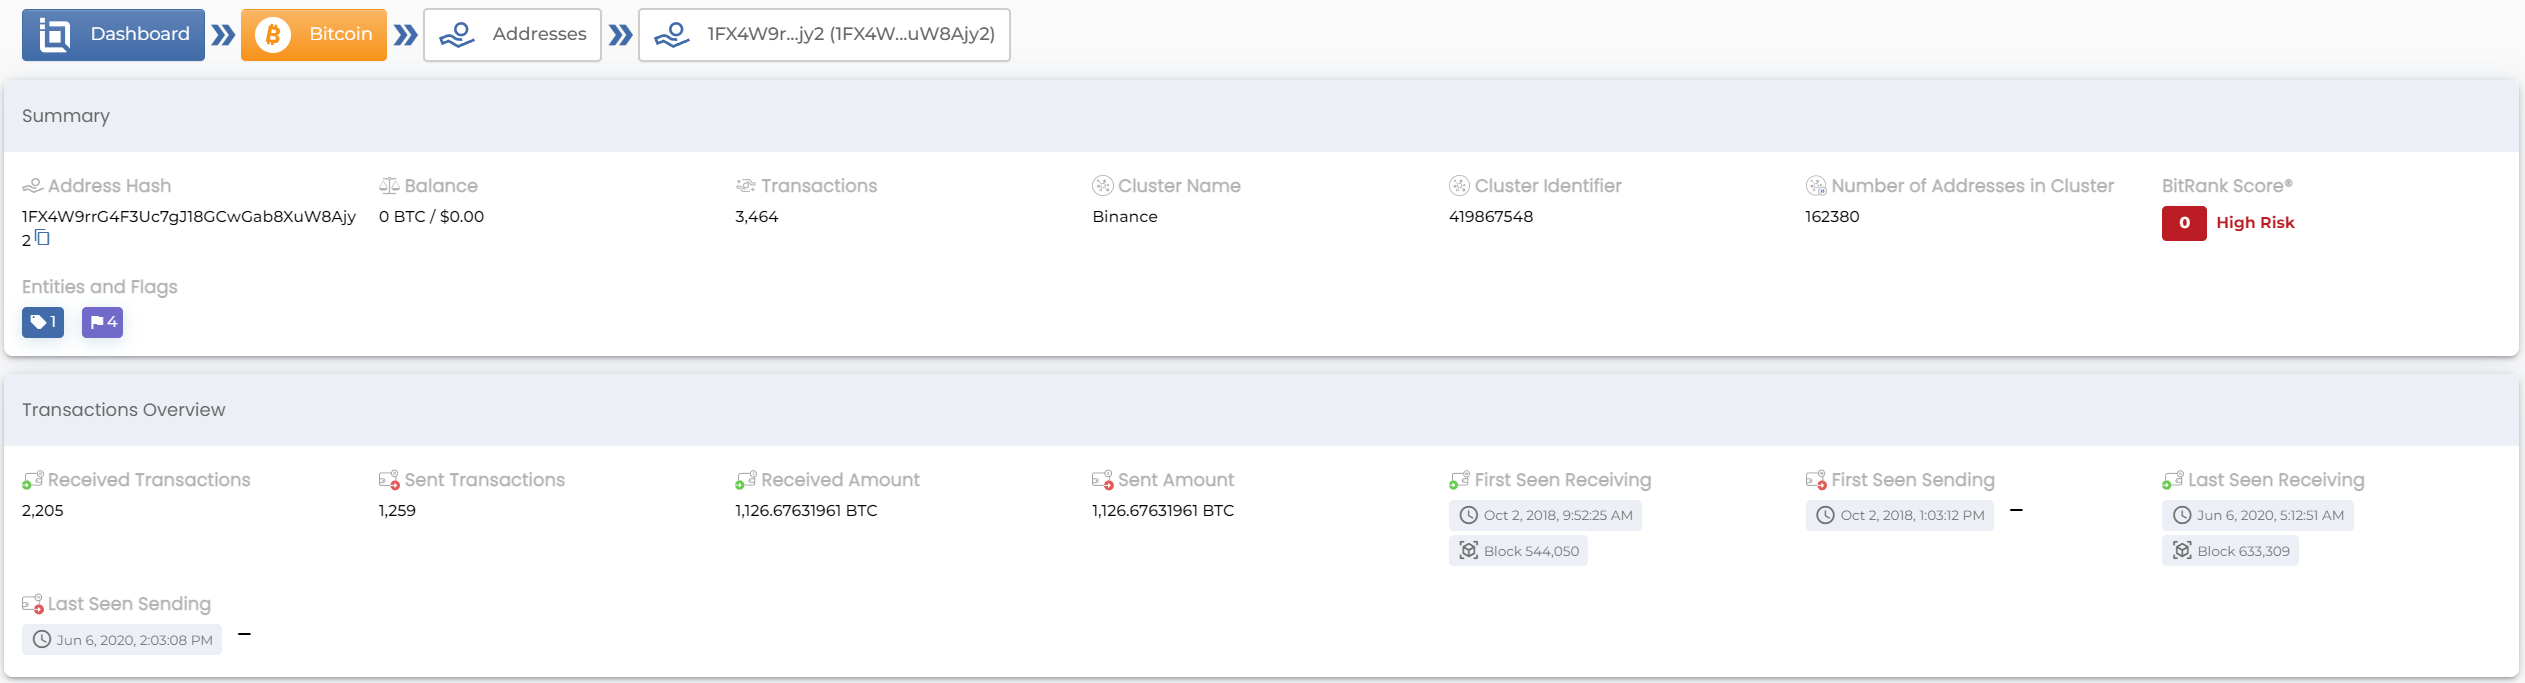 Dashboard Bitcoin Addresses 1FX4W9r...jy2 (1FX4W...uW8Ajy2)
Summary
Address Hash Balance Transactions Cluster Name Cluster Identifier Number of Addresses in Cluster BitRank Score®
1FX4W9rrG4F3Uc7gJ18GCwGab8XuW8Ajy 0 BTC / $0.00 3,464 Binance 419867548 162380 0 High Risk
2
Entities and Flags
1 4
Transactions Overview
Received Transactions Sent Transactions Received Amount Sent Amount First Seen Receiving First Seen Sending Last Seen Receiving
2,205 1,259 1,126.67631961 BTC 1,126.67631961 BTC Oct 2, 2018, 9:52:25 AM Oct 2, 2018, 1:03:12 PM – Jun 6, 2020, 5:12:51 AM
Block 544,050 Block 633,309
Last Seen Sending
Jun 6, 2020, 2:03:08 PM –